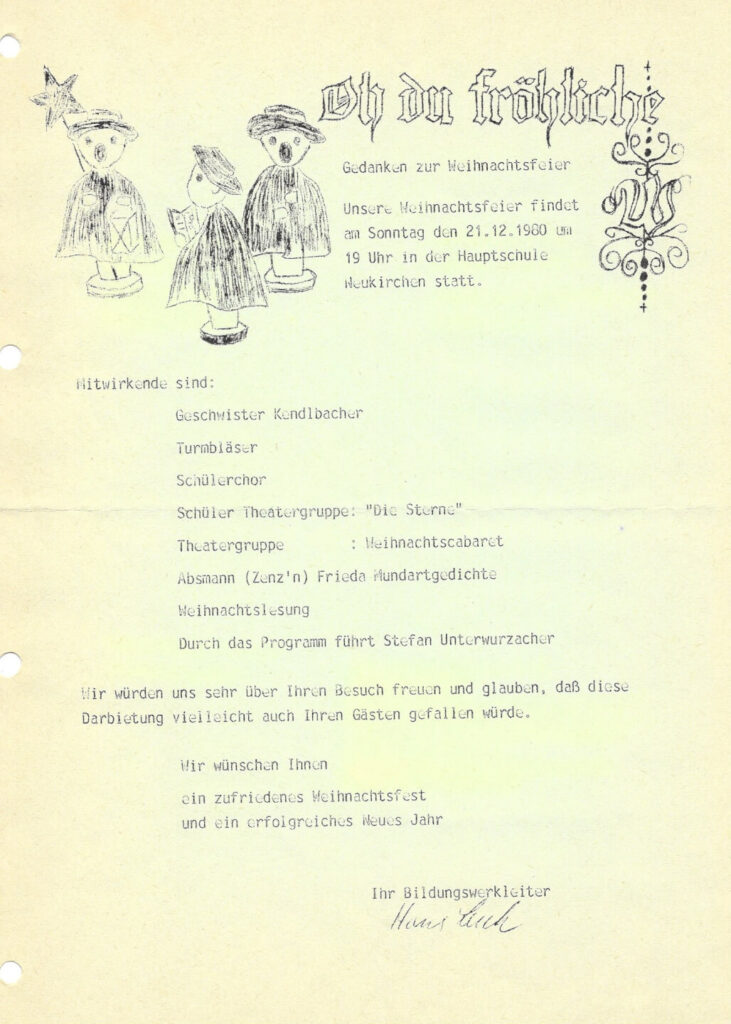 Oh du fröhliche
Gedanken zur Weihnachtsfeier
Unsere Weihnachtsfeier findet
am Sonntag den 21.12.1980 um
19 Uhr in der Hauptschule
Neukirchen statt.
Mitwirkende sind:
Geschwister Kendlbacher
Turmbläser
Schülerchor
Schüler Theatergruppe: "Die Sterne"
Theatergruppe : Weihnachtscabaret
Absmann (Zenz'n) Frieda Mundartgedichte
Weihnachtslesung
Durch das Programm führt Stefan Unterwurzacher
Wir würden uns sehr über Ihren Besuch freuen und glauben, daß diese
Darbietung vielleicht auch Ihren Gästen gefallen würde.
Wir wünschen Ihnen
ein zufriedenes Weihnachtsfest
und ein erfolgreiches Neues Jahr
Ihr Bildungswerkleiter
Hans